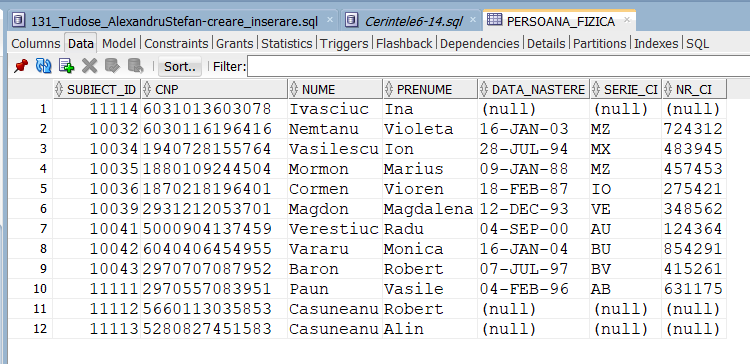 131_Tudose_AlexandruStefan-creare_inserare.sql Cerintele6-14.sql PERSOANA_FIZICA
Columns Data Model Constraints Grants Statistics Triggers Flashback Dependencies Details Partitions Indexes SQL
Sort.. Filter:
SUBIECT_ID CNP NUME PRENUME DATA_NASTERE SERIE_CI NR_CI
1 11114 6031013603078 Ivasciuc Ina (null) (null) (null)
2 10032 6030116196416 Nemtanu Violeta 16-JAN-03 MZ 724312
3 10034 1940728155764 Vasilescu Ion 28-JUL-94 MX 483945
4 10035 1880109244504 Mormon Marius 09-JAN-88 MZ 457453
5 10036 1870218196401 Cormen Vioren 18-FEB-87 IO 275421
6 10039 2931212053701 Magdon Magdalena 12-DEC-93 VE 348562
7 10041 5000904137459 Verestiuc Radu 04-SEP-00 AU 124364
8 10042 6040406454955 Vararu Monica 16-JAN-04 BU 854291
9 10043 2970707087952 Baron Robert 07-JUL-97 BV 415261
10 11111 2970557083951 Paun Vasile 04-FEB-96 AB 631175
11 11112 5660113035853 Casuneanu Robert (null) (null) (null)
12 11113 5280827451583 Casuneanu Alin (null) (null) (null)